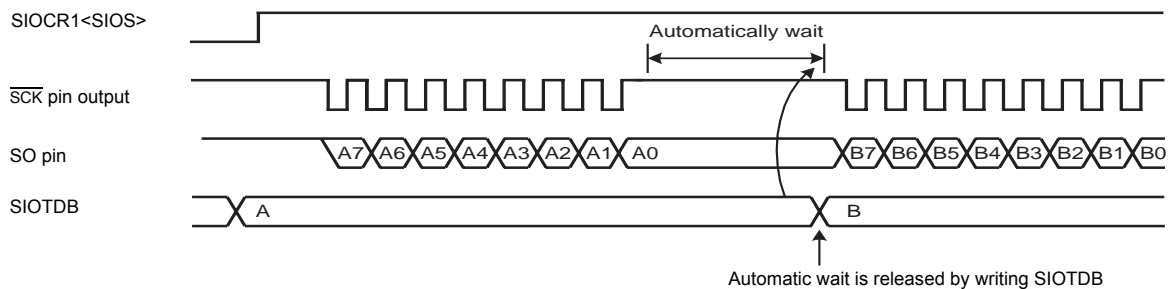 SIOCR1<SIOS>
Automatically wait
SCK pin output
SO pin
A7 A6 A5 A4 A3 A2 A1 A0 B7 B6 B5 B4 B3 B2 B1 B0
SIOTDB
A B
Automatic wait is released by writing SIOTDB